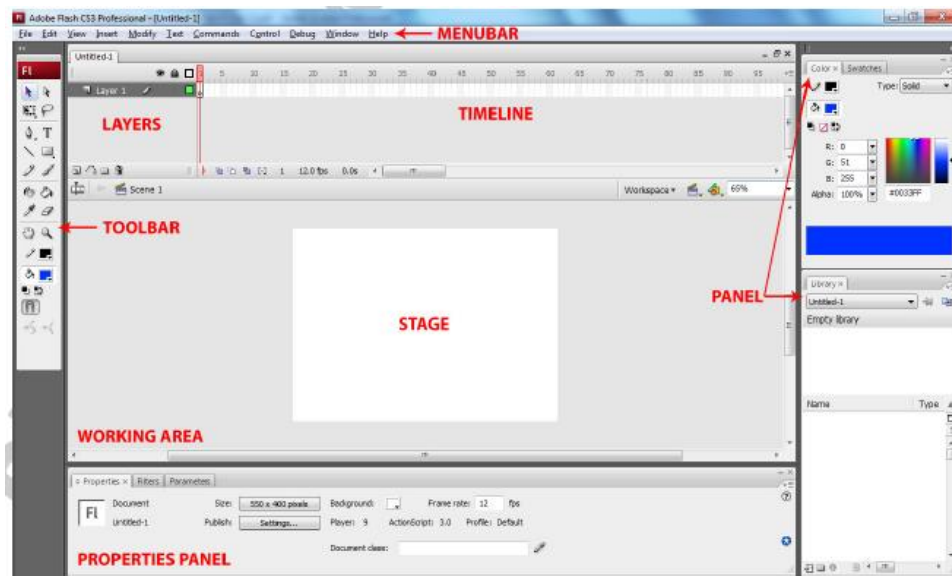 Adobe Flash CS3 Professional - [Untitled-1]
File Edit View Insert Modify Text Commands Control Debug Window Help MENUBAR
Untitled-1
5 10 15 20 25 30 35 40 45 50 55 60 65 70 75 80 85 90 95
Layer 1
LAYERS
TIMELINE
1 12.0 fps 0.0s
Scene 1 Workspace 65%
Fl
T
TOOLBAR
STAGE
WORKING AREA
Properties x Filters Parameters
Fl
Document Size: 550 x 400 pixels Background: Frame rate: 12 fps
Untitled-1 Publish: Settings... Player: 9 ActionScript: 3.0 Profile: Default
Document class:
PROPERTIES PANEL
Color x Swatches
Type: Solid
R: 0
G: 51
B: 255
Alpha: 100% #0033FF
PANEL
Library x
Untitled-1
Empty library
Name Type